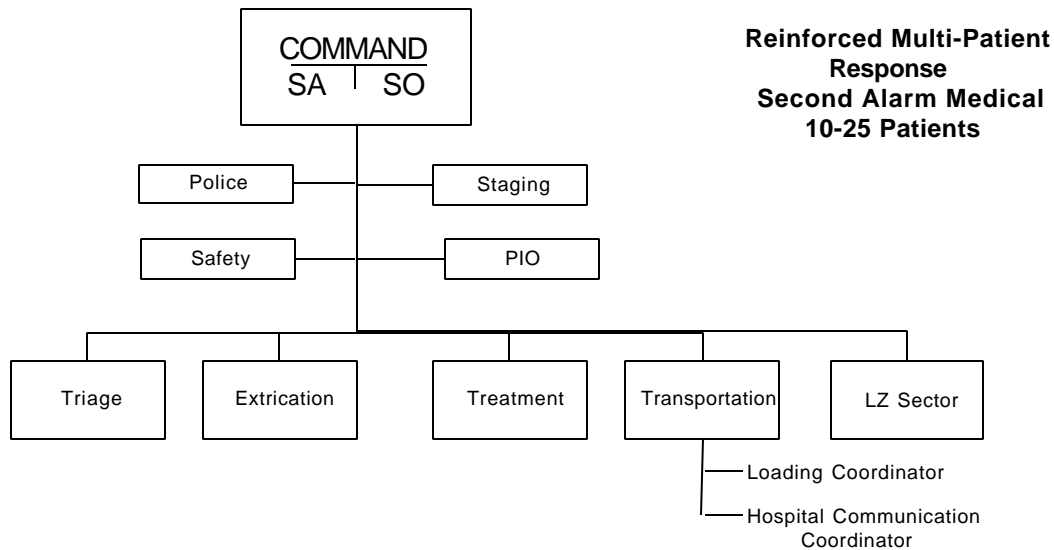 COMMAND
SA SO
Reinforced Multi-Patient
Response
Second Alarm Medical
10-25 Patients
Police
Staging
Safety
PIO
Triage
Extrication
Treatment
Transportation
LZ Sector
Loading Coordinator
Hospital Communication
Coordinator